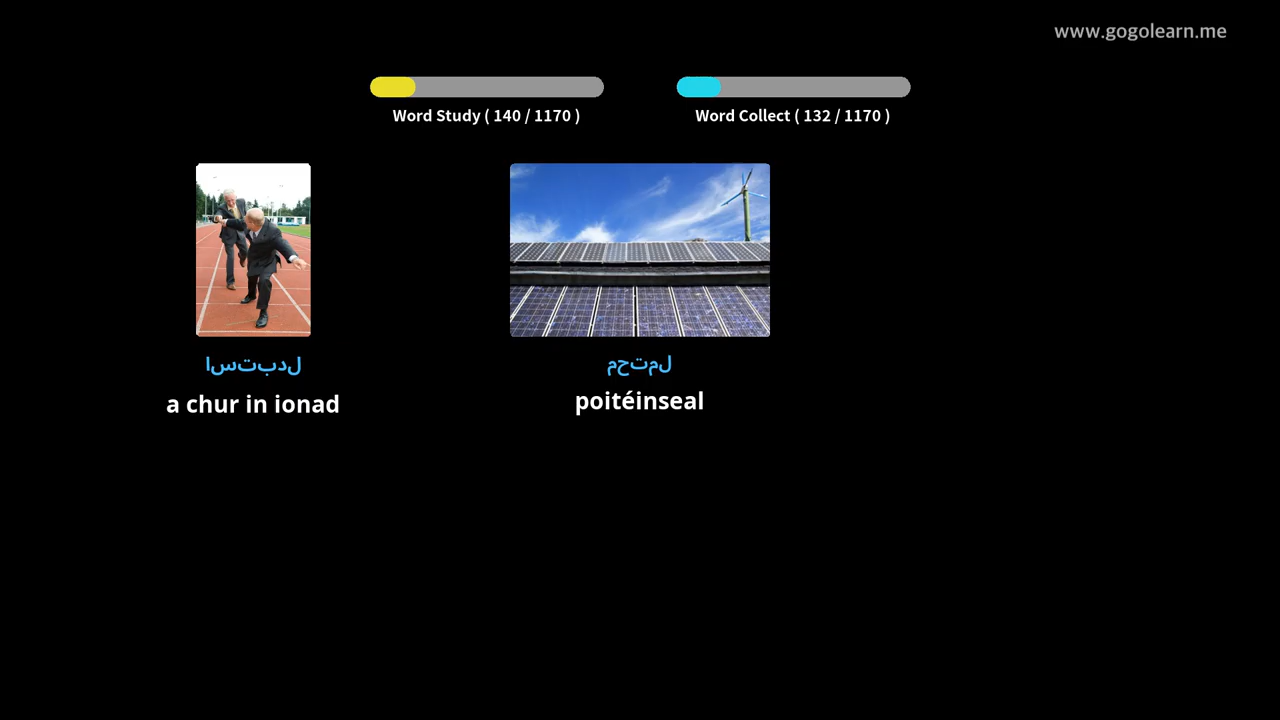 www.gogolearn.me
Word Study ( 140 / 1170 )
Word Collect ( 132 / 1170 )
استبدل
a chur in ionad
محتمل
poitéinseal